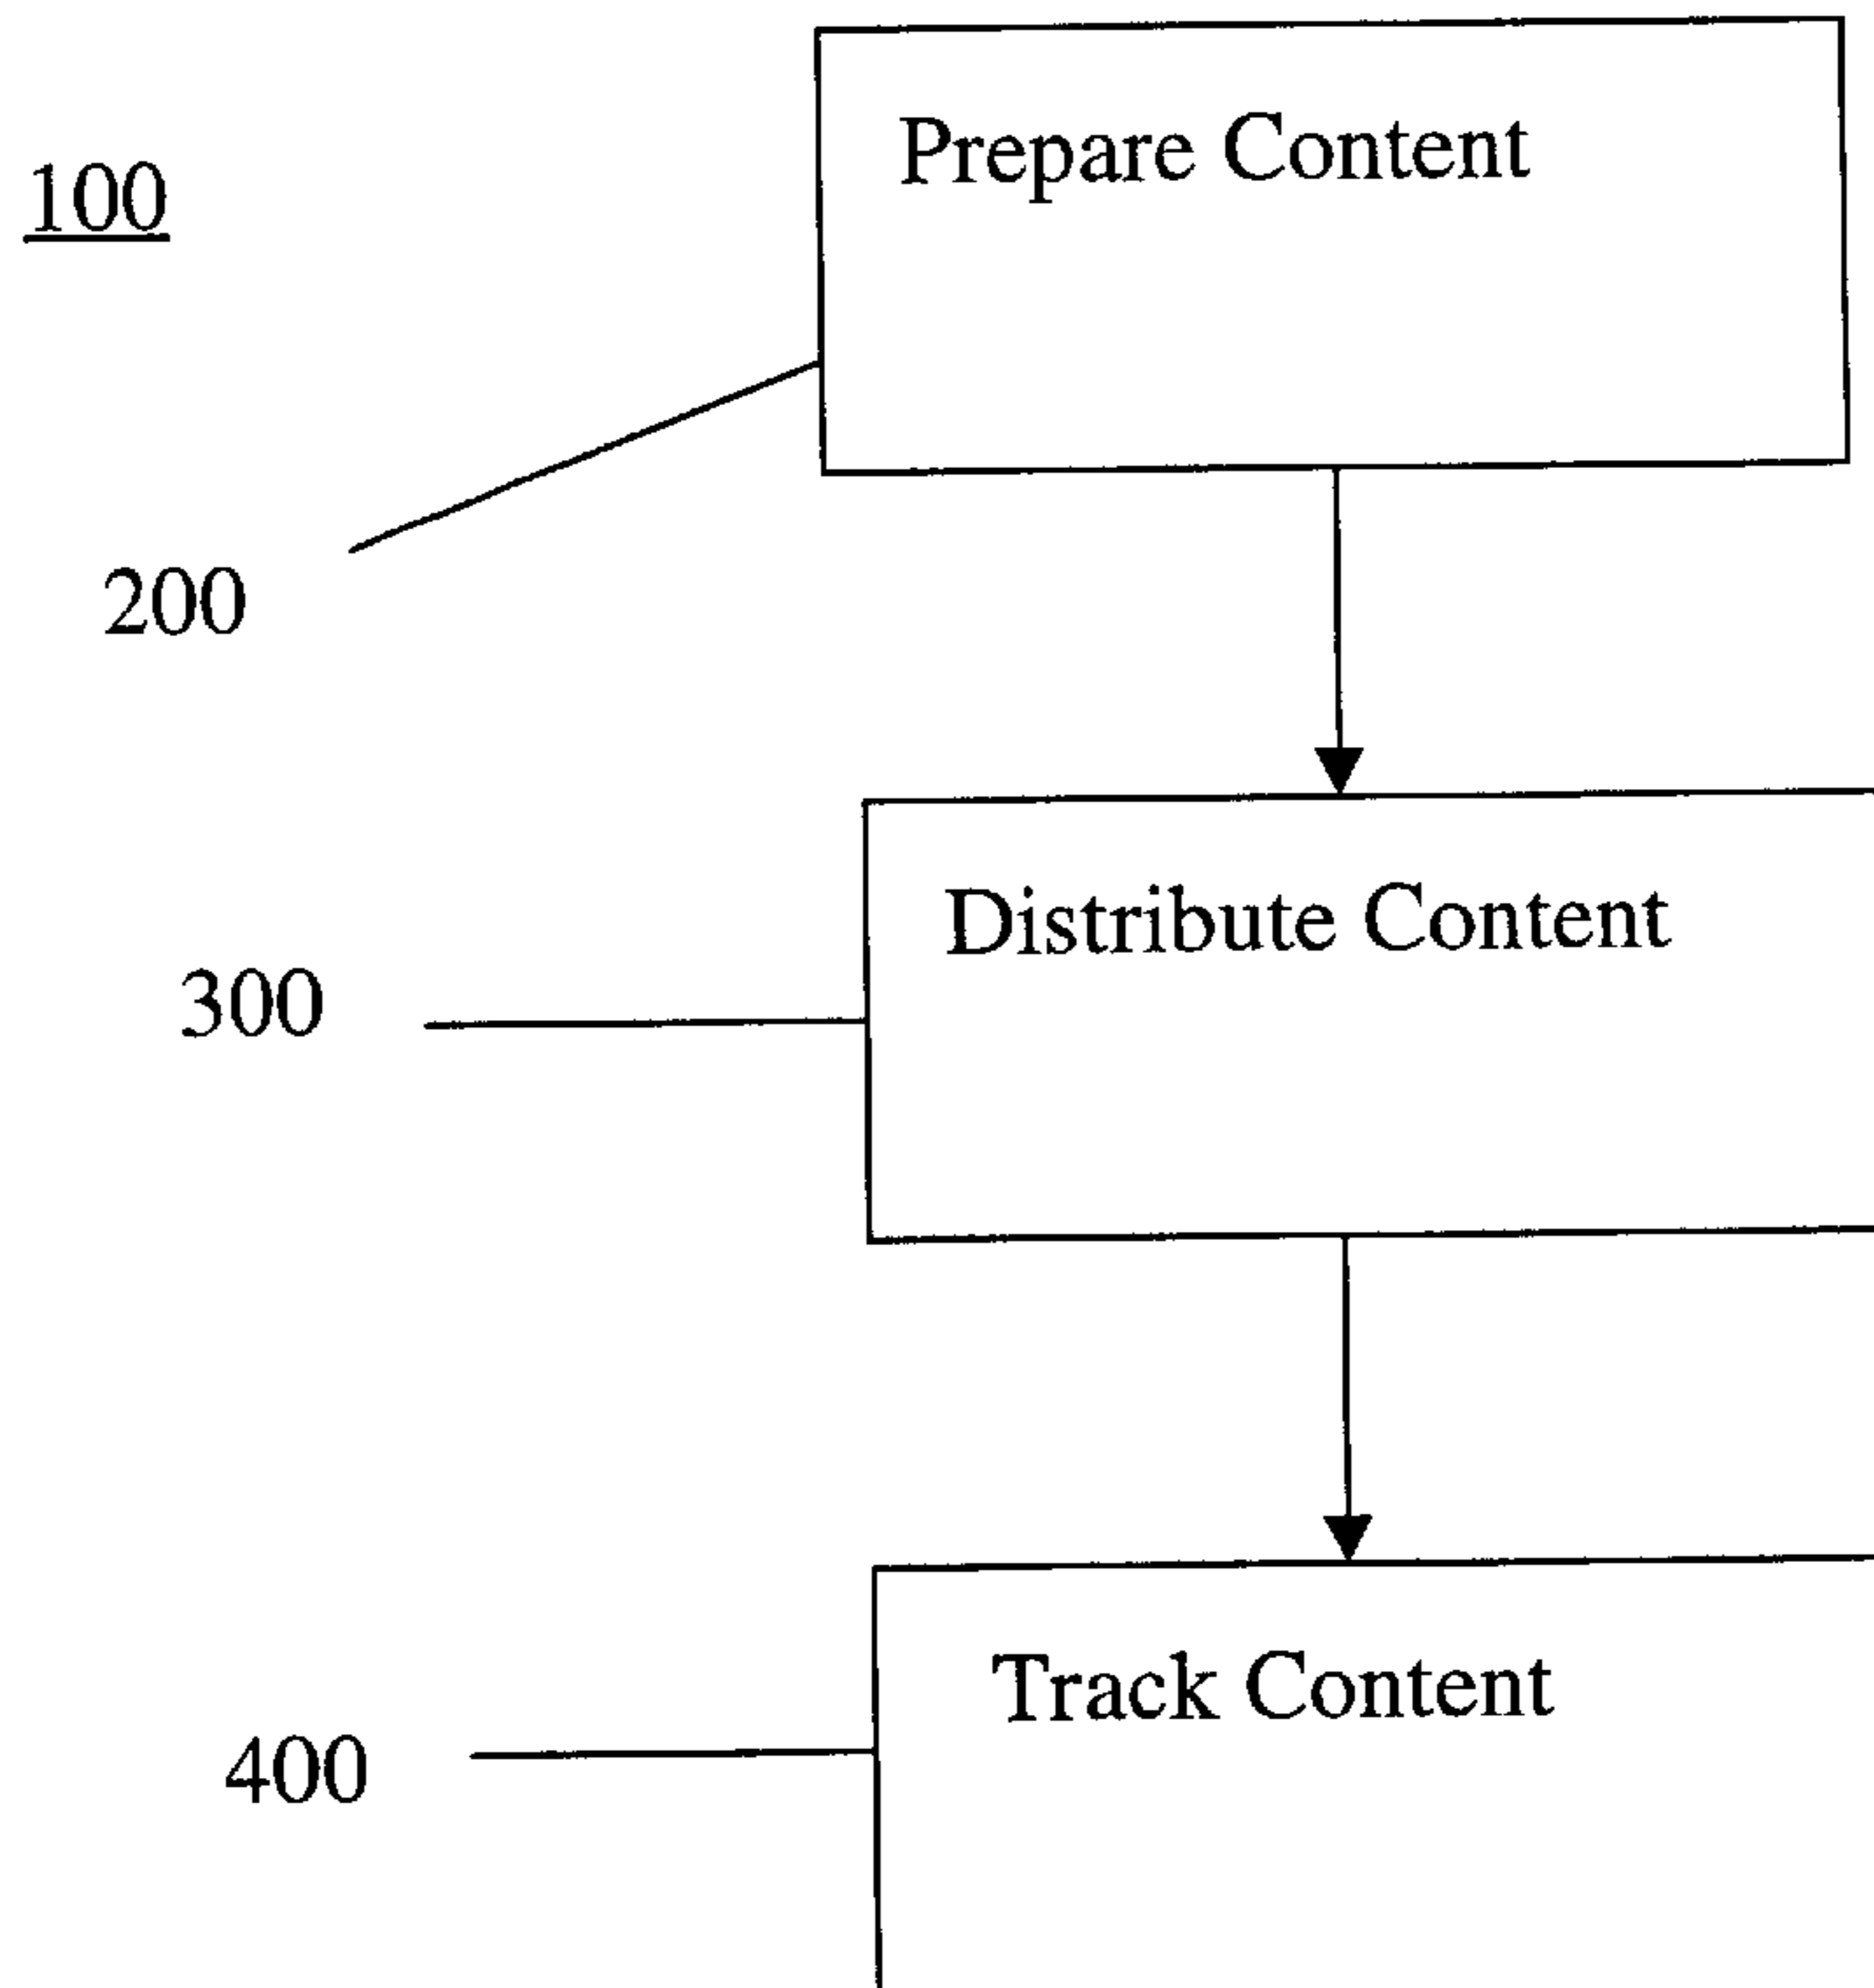 Prepare Content
100
200
Distribute Content
300
Track Content
400